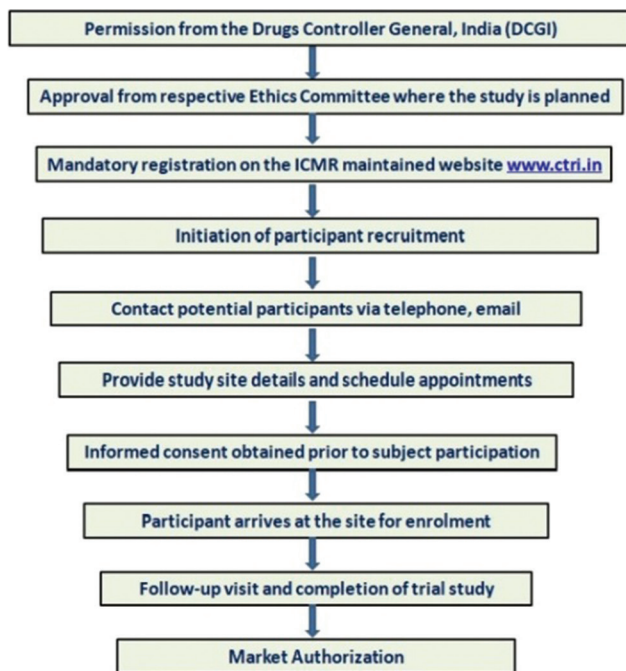 Permission from the Drugs Controller General, India (DCGI)
Approval from respective Ethics Committee where the study is planned
Mandatory registration on the ICMR maintained website www.ctri.in
Initiation of participant recruitment
Contact potential participants via telephone, email
Provide study site details and schedule appointments
Informed consent obtained prior to subject participation
Participant arrives at the site for enrolment
Follow-up visit and completion of trial study
Market Authorization